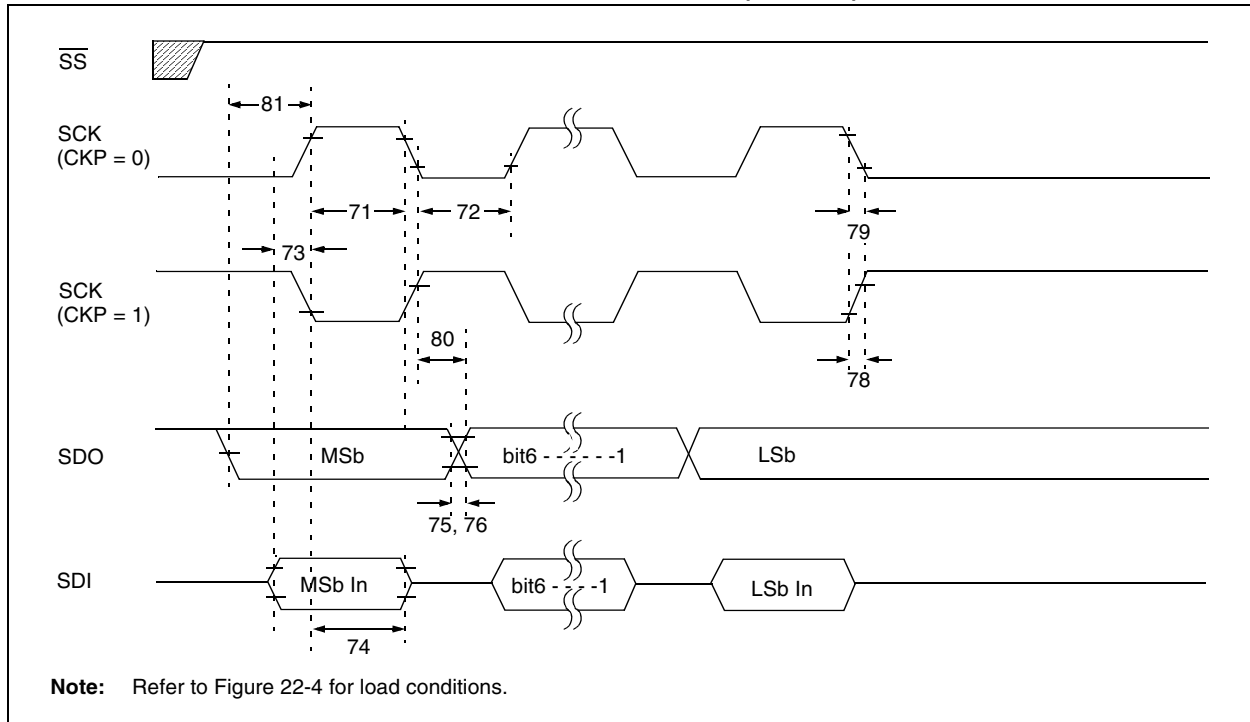 SS
81
SCK
(CKP = 0)
71
72
79
73
SCK
(CKP = 1)
80
78
SDO
MSb
bit6 - - - - - -1
LSb
75, 76
SDI
MSb In
bit6 - - - -1
LSb In
74
Note: Refer to Figure 22-4 for load conditions.